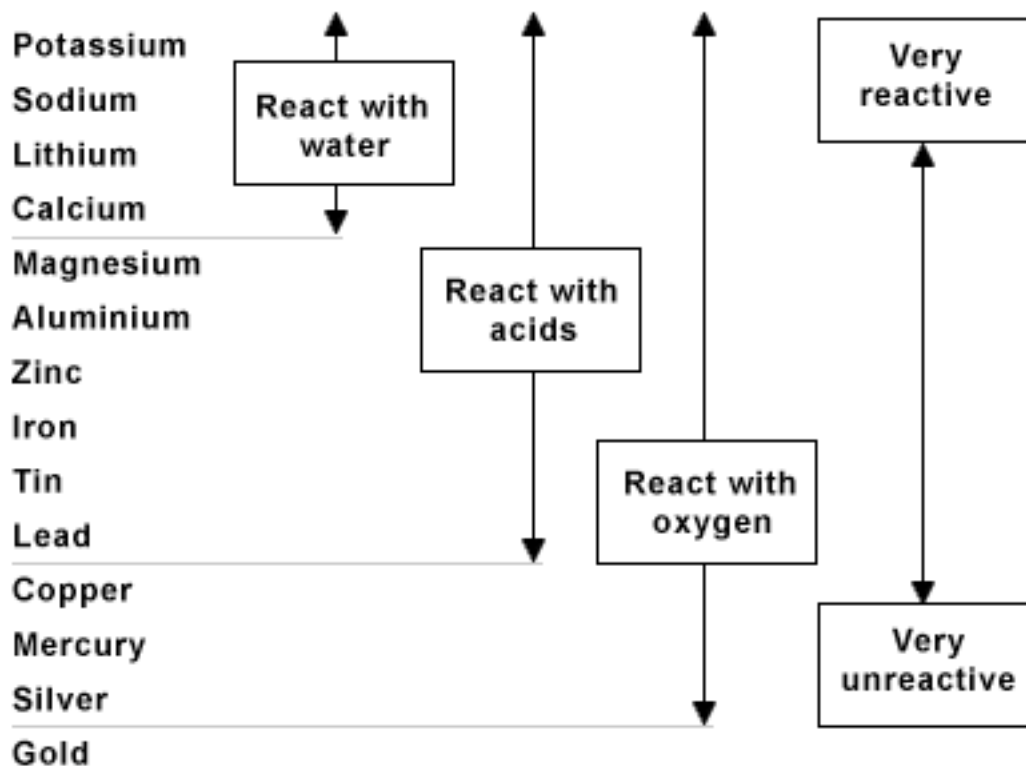 Potassium
Sodium
Lithium
Calcium
Magnesium
Aluminium
Zinc
Iron
Tin
Lead
Copper
Mercury
Silver
Gold
React with
water
React with
acids
React with
oxygen
Very
reactive
Very
unreactive